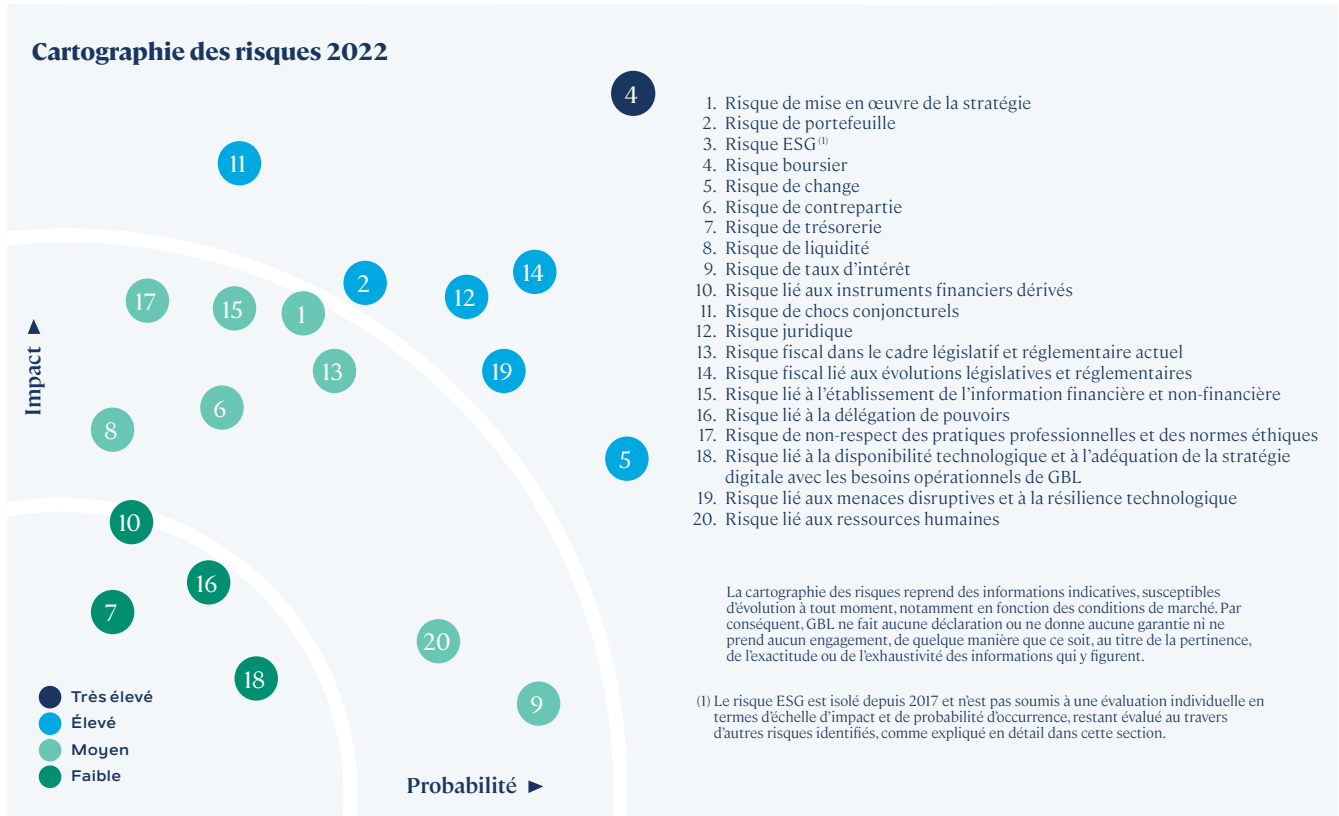 Cartographie des risques 2022
4
11
2
14
12
17
15
1
13
19
6
8
5
10
16
7
20
18
9
Impact ►
Probabilité ►
Très élevé
Élevé
Moyen
Faible
1. Risque de mise en œuvre de la stratégie
2. Risque de portefeuille
3. Risque ESG (1)
4. Risque boursier
5. Risque de change
6. Risque de contrepartie
7. Risque de trésorerie
8. Risque de liquidité
9. Risque de taux d’intérêt
10. Risque lié aux instruments financiers dérivés
11. Risque de chocs conjoncturels
12. Risque juridique
13. Risque fiscal dans le cadre législatif et réglementaire actuel
14. Risque fiscal lié aux évolutions législatives et réglementaires
15. Risque lié à l’établissement de l’information financière et non-financière
16. Risque lié à la délégation de pouvoirs
17. Risque de non-respect des pratiques professionnelles et des normes éthiques
18. Risque lié à la disponibilité technologique et à l’adéquation de la stratégie
digitale avec les besoins opérationnels de GBL
19. Risque lié aux menaces disruptives et à la résilience technologique
20. Risque lié aux ressources humaines
La cartographie des risques reprend des informations indicatives, susceptibles
d’évolution à tout moment, notamment en fonction des conditions de marché. Par
conséquent, GBL ne fait aucune déclaration ou ne donne aucune garantie ni ne
prend aucun engagement, de quelque manière que ce soit, au titre de la pertinence,
de l’exactitude ou de l’exhaustivité des informations qui y figurent.
(1) Le risque ESG est isolé depuis 2017 et n’est pas soumis à une évaluation individuelle en
termes d’échelle d’impact et de probabilité d’occurrence, restant évalué au travers
d’autres risques identifiés, comme expliqué en détail dans cette section.